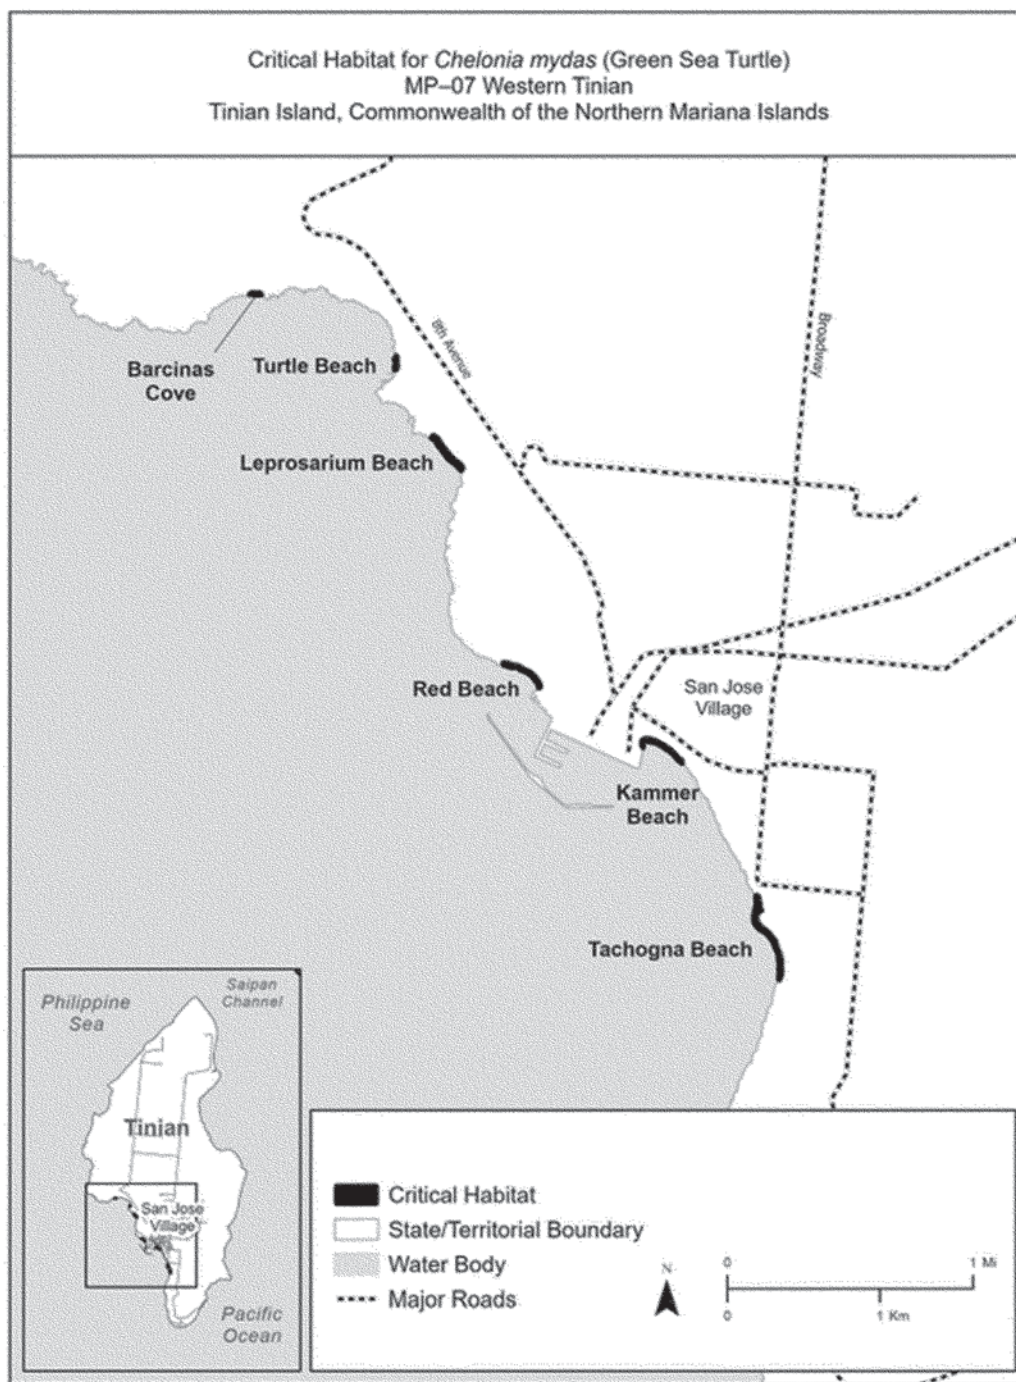 Critical Habitat for Chelonia mydas (Green Sea Turtle)
MP–07 Western Tinian
Tinian Island, Commonwealth of the Northern Mariana Islands
8th Avenue
Broadway
Barcinas
Cove
Turtle Beach
Leprosarium Beach
Red Beach
San Jose
Village
Kammer
Beach
Tachogna Beach
Philippine
Sea
Saipan
Channel
Tinian
San Jose
Village
Pacific
Ocean
Critical Habitat
State/Territorial Boundary
Water Body
Major Roads
N
0 1 Mi
0 1 Km